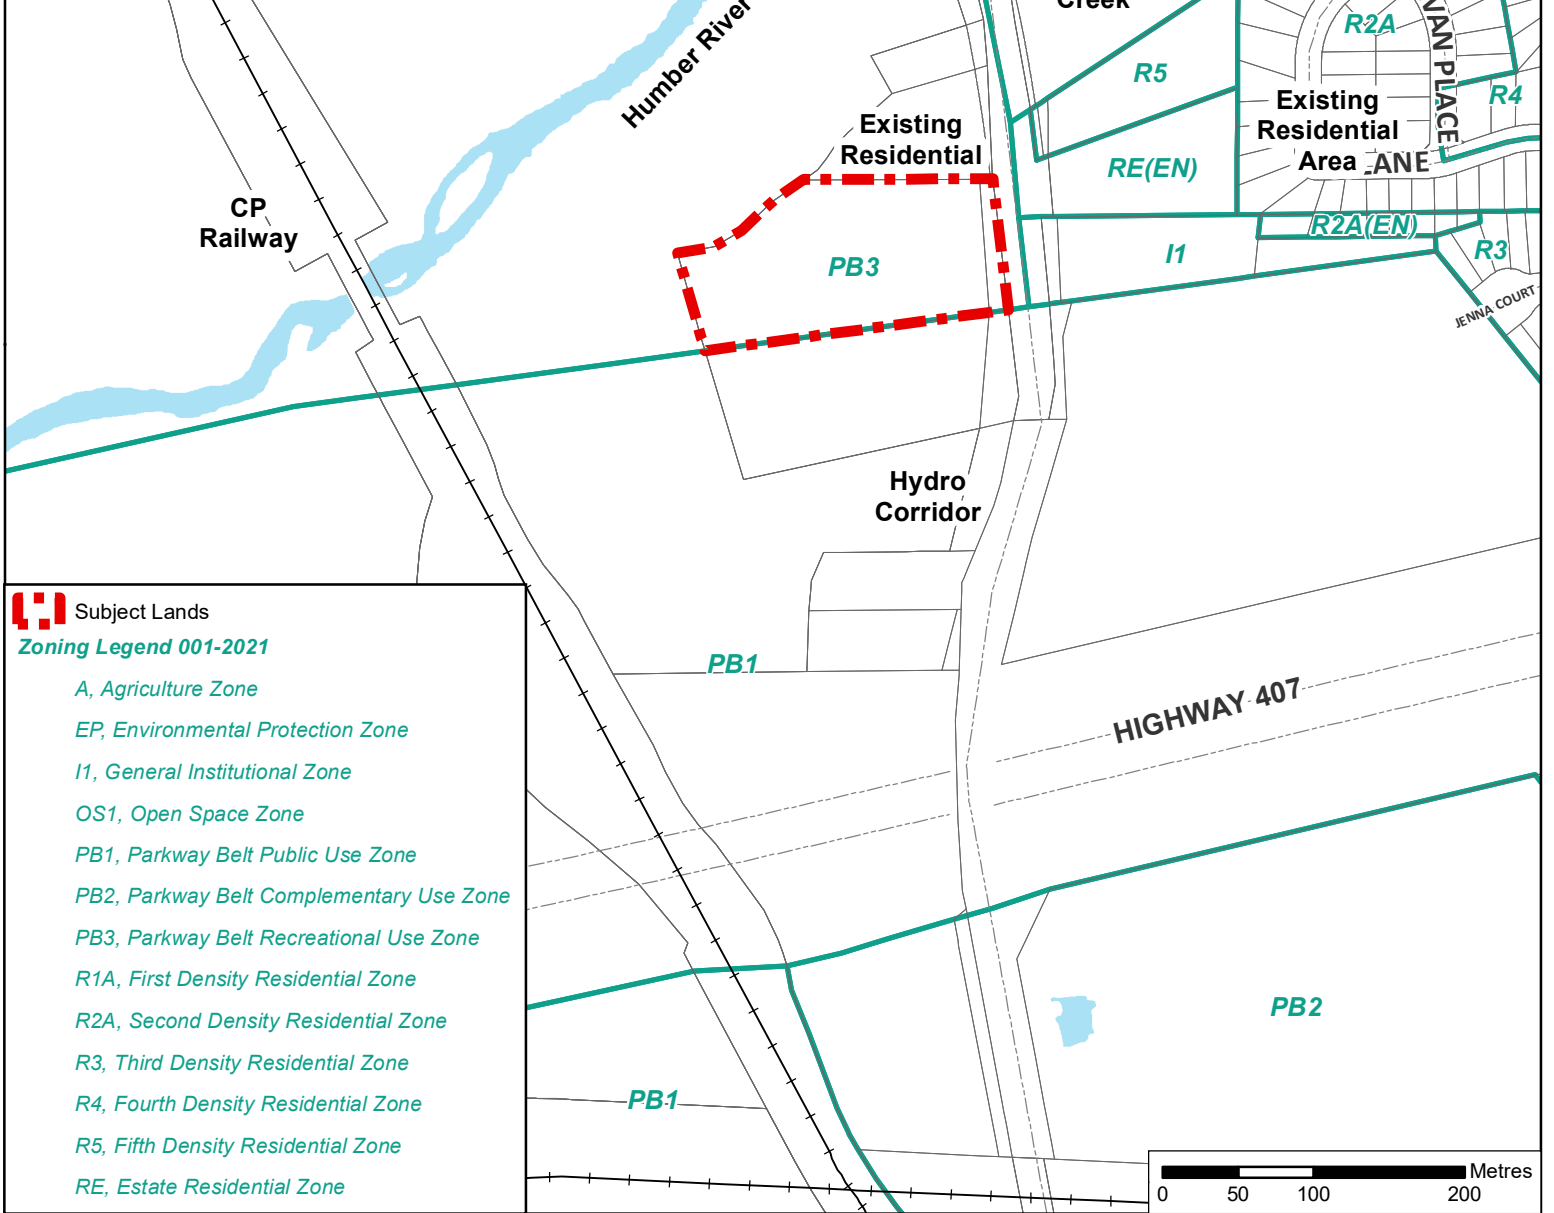 Creek
R2A
VAN PLACE
R5
R4
Humber River
Existing
Residential
Area
LANE
Existing
Residential
RE(EN)
CP
Railway
R2A(EN)
I1
R3
PB3
JENNA COURT
Hydro
Corridor
PB1
HIGHWAY 407
PB2
PB1
Subject Lands
Zoning Legend 001-2021
A, Agriculture Zone
EP, Environmental Protection Zone
I1, General Institutional Zone
OS1, Open Space Zone
PB1, Parkway Belt Public Use Zone
PB2, Parkway Belt Complementary Use Zone
PB3, Parkway Belt Recreational Use Zone
R1A, First Density Residential Zone
R2A, Second Density Residential Zone
R3, Third Density Residential Zone
R4, Fourth Density Residential Zone
R5, Fifth Density Residential Zone
RE, Estate Residential Zone
Metres
0 50 100 200